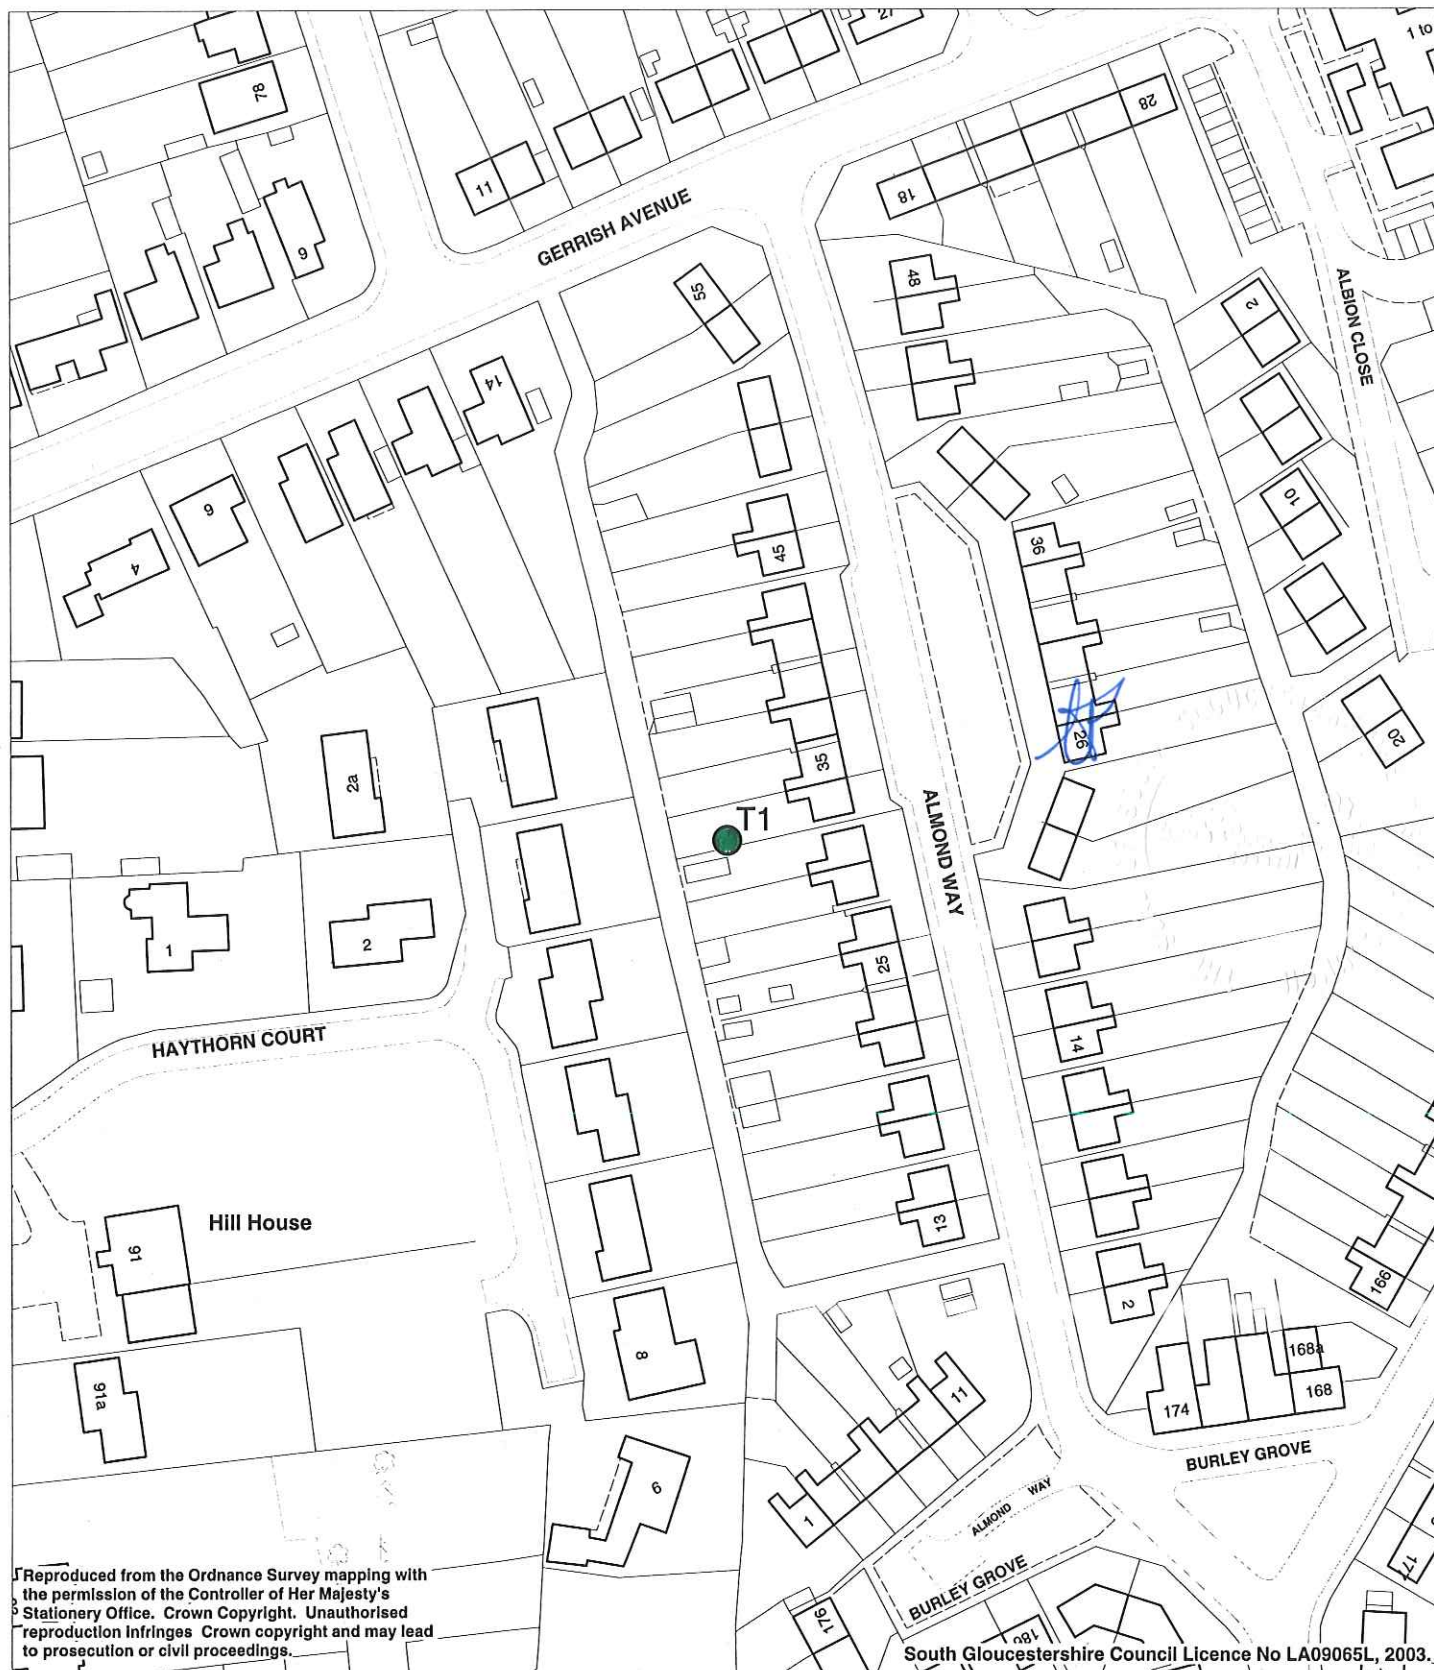 27
1 to
78
28
11
18
GERRISH AVENUE
9
48
55
2
ALBION CLOSE
14
10
6
45
36
4
20
26
35
2a
T1
ALMOND WAY
1
2
25
14
HAYTHORN COURT
Hill House
91
13
166
2
8
168a
168
91a
11
174
BURLEY GROVE
6
ALMOND WAY
1
BURLEY GROVE
176
186
Reproduced from the Ordnance Survey mapping with
the permission of the Controller of Her Majesty's
Stationery Office. Crown Copyright. Unauthorised
reproduction infringes Crown copyright and may lead
to prosecution or civil proceedings.
South Gloucestershire Council Licence No LA09065L, 2003.